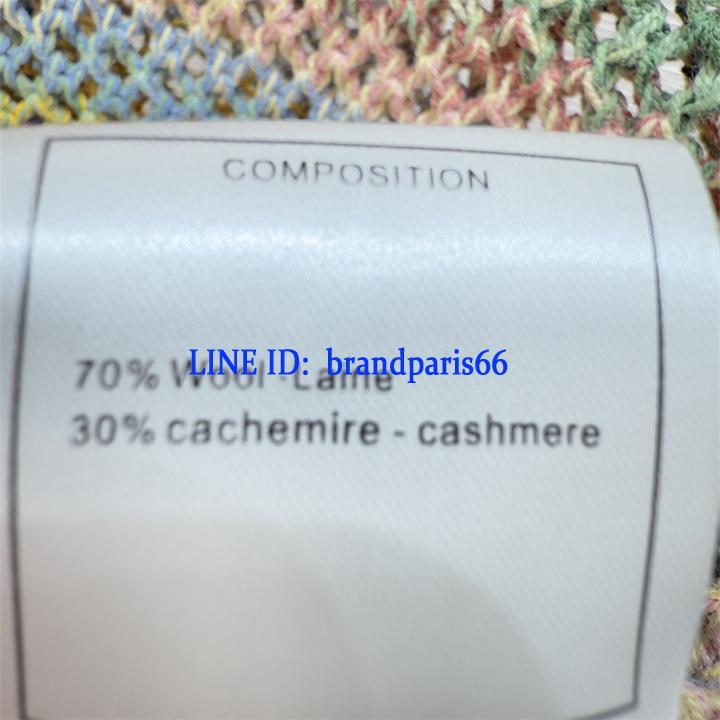 COMPOSITION
LINE ID: brandparis66
70% Wool -Laine
30% cachemire - cashmere